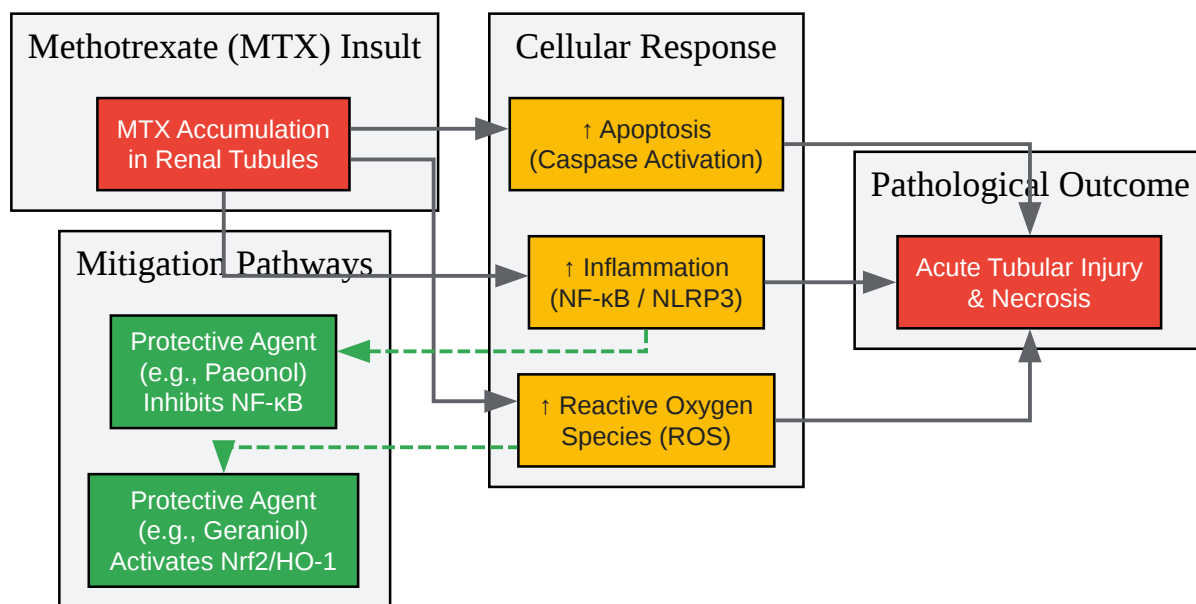 Methotrexate (MTX) Insult
MTX Accumulation
in Renal Tubules
Cellular Response
↑ Apoptosis
(Caspase Activation)
↑ Inflammation
(NF-κB / NLRP3)
↑ Reactive Oxygen
Species (ROS)
Pathological Outcome
Acute Tubular Injury
& Necrosis
Mitigation Pathways
Protective Agent
(e.g., Paeonol)
Inhibits NF-κB
Protective Agent
(e.g., Geraniol)
Activates Nrf2/HO-1